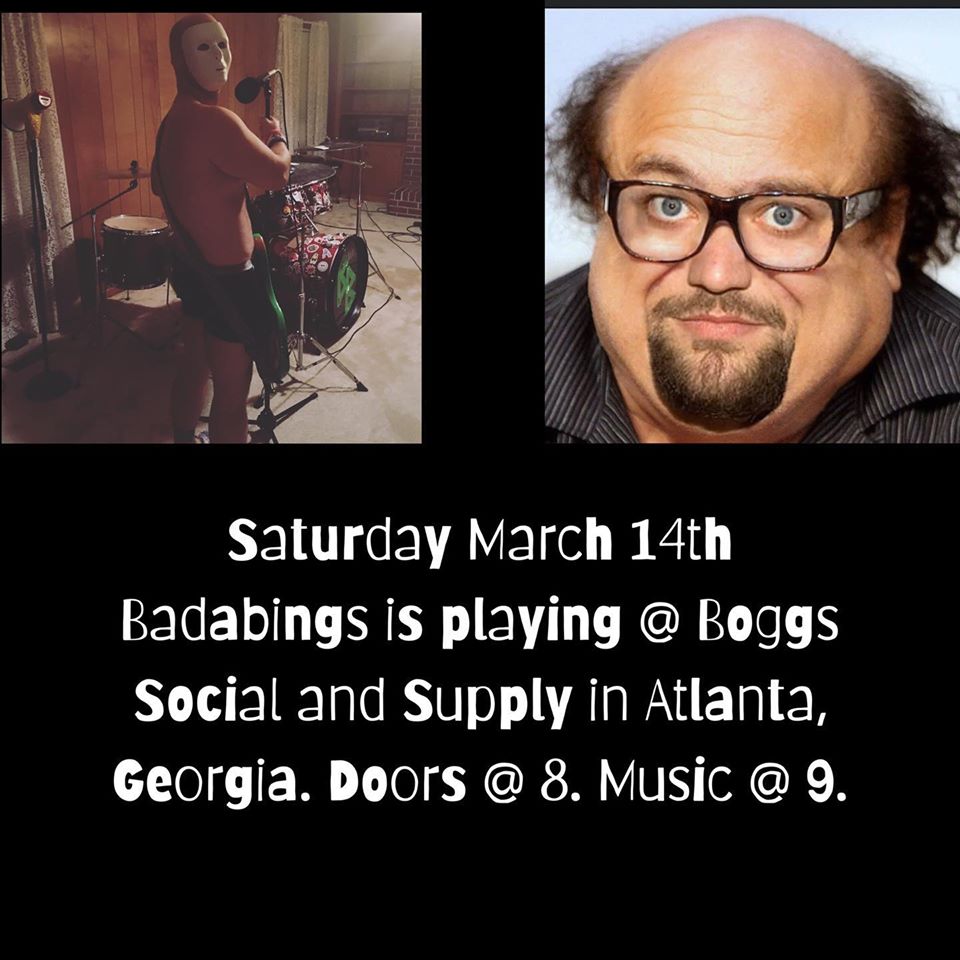 Saturday March 14th
Badabings is playing @ Boggs
Social and Supply in Atlanta,
Georgia. Doors @ 8. Music @ 9.